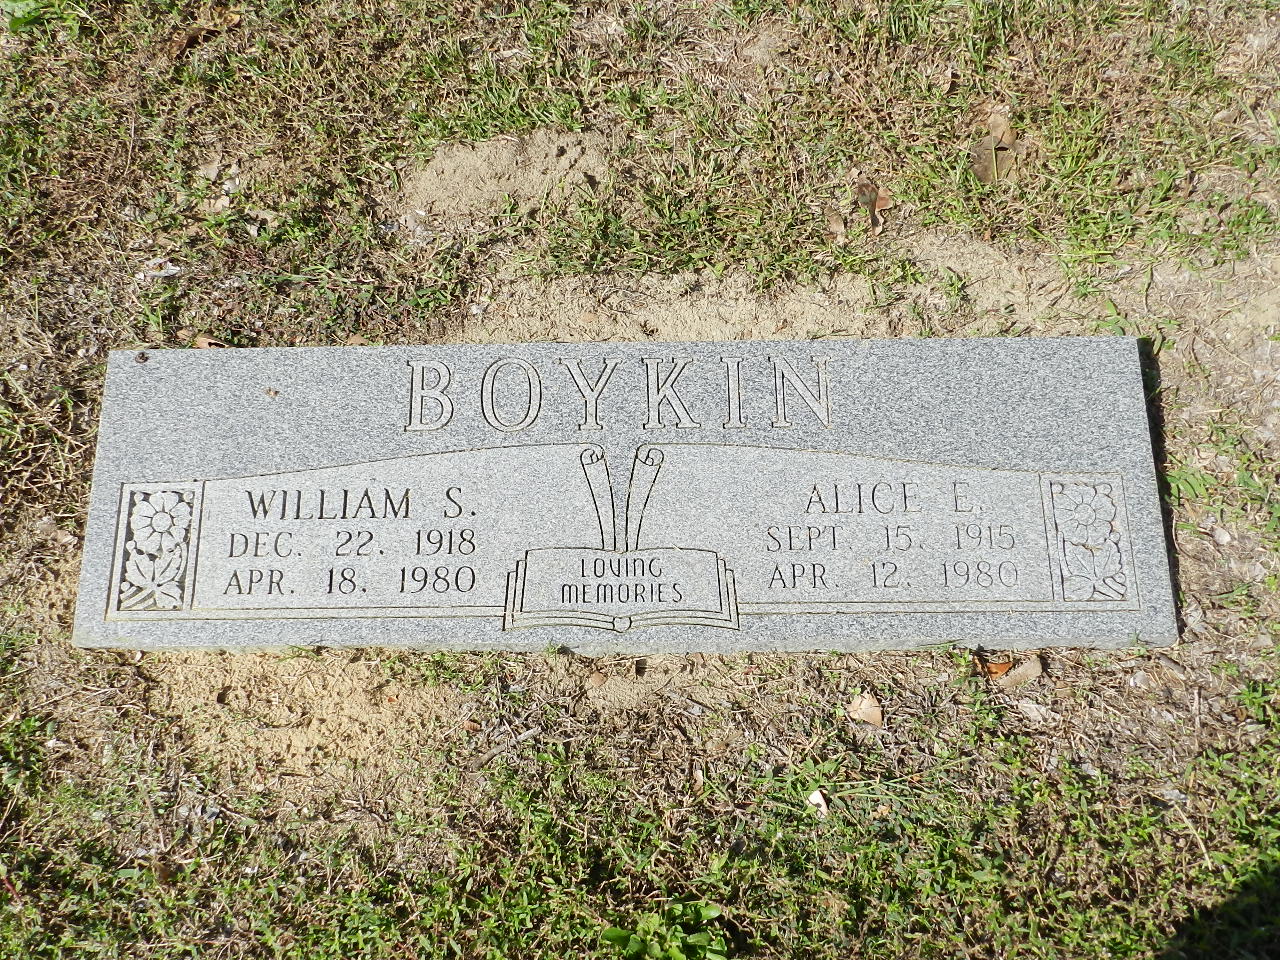 BOYKIN
WILLIAM S.
DEC. 22. 1918
APR. 18. 1980
LOVING
MEMORIES
ALICE E.
SEPT. 15. 1915
APR. 12. 1980